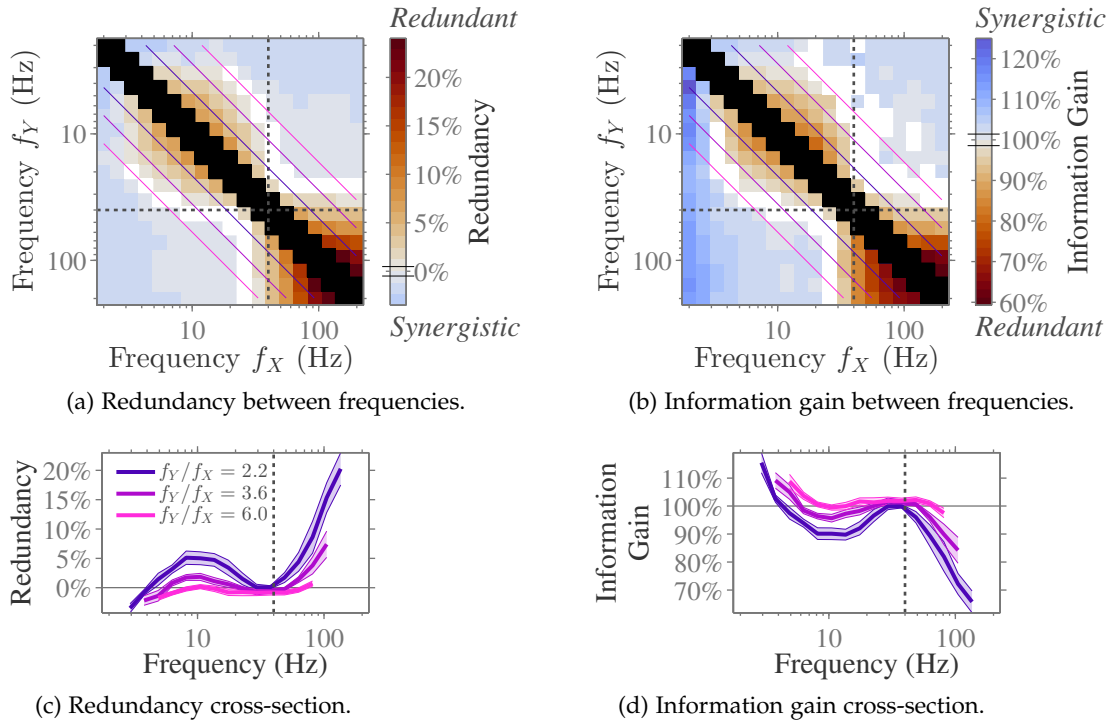 Redundant
20%
15%
10%
5%
0%
Redundancy
Synergistic
Frequency f_Y (Hz)
10
100
10
100
Frequency f_X (Hz)
(a) Redundancy between frequencies.
Synergistic
120%
110%
100%
90%
80%
70%
60%
Information Gain
Redundant
Frequency f_Y (Hz)
10
100
10
100
Frequency f_X (Hz)
(b) Information gain between frequencies.
Redundancy
20%
15%
10%
5%
0%
f_Y/f_X = 2.2
f_Y/f_X = 3.6
f_Y/f_X = 6.0
10
100
Frequency (Hz)
(c) Redundancy cross-section.
Information
Gain
110%
100%
90%
80%
70%
10
100
Frequency (Hz)
(d) Information gain cross-section.